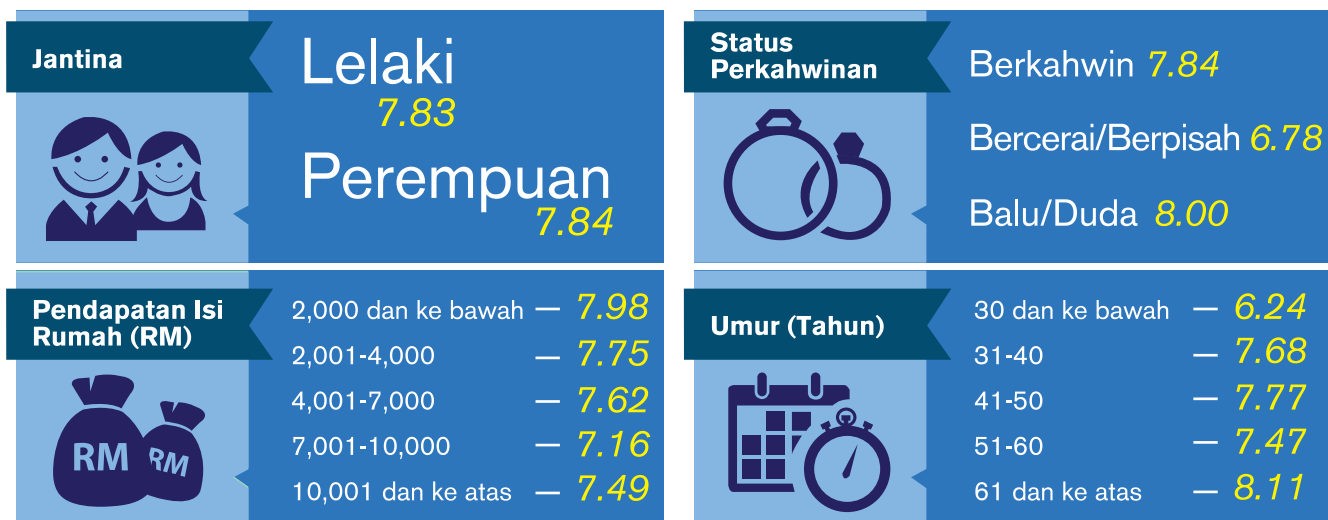 Jantina
Lelaki
7.83
Perempuan
7.84
Status
Perkahwinan
Berkahwin 7.84
Bercerai/Berpisah 6.78
Balu/Duda 8.00
Pendapatan Isi
Rumah (RM)
RM
RM
2,000 dan ke bawah — 7.98
2,001-4,000 — 7.75
4,001-7,000 — 7.62
7,001-10,000 — 7.16
10,001 dan ke atas — 7.49
Umur (Tahun)
30 dan ke bawah — 6.24
31-40 — 7.68
41-50 — 7.77
51-60 — 7.47
61 dan ke atas — 8.11